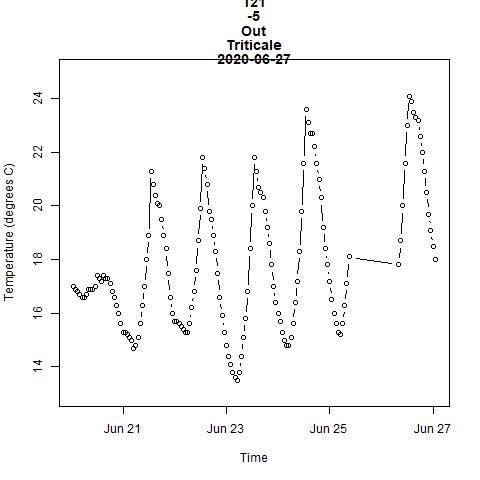 121
-5
Out
Triticale
2020-06-27
24
22
20
18
16
14
Temperature (degrees C)
Jun 21
Jun 23
Jun 25
Jun 27
Time